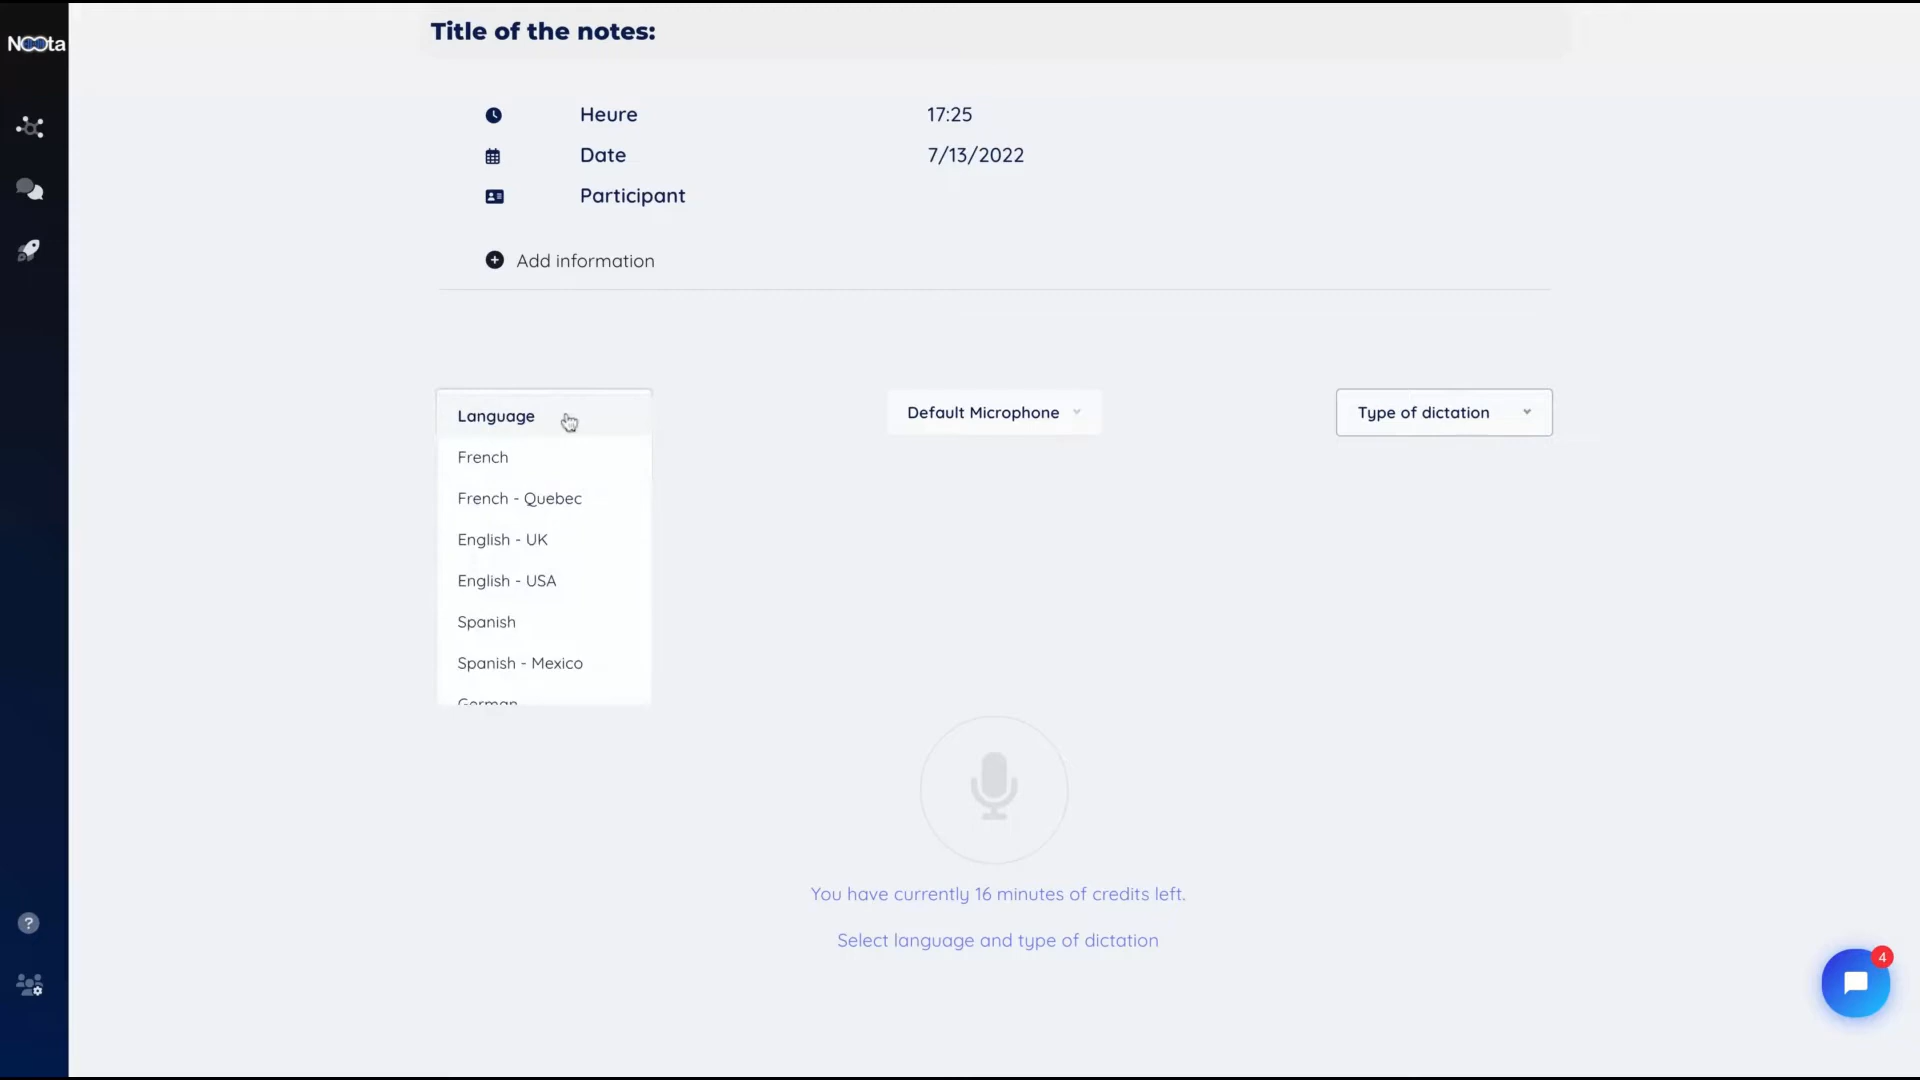 Noota
Title of the notes:
Heure 17:25
Date 7/13/2022
Participant
Add information
Language
French
French - Quebec
English - UK
English - USA
Spanish
Spanish - Mexico
German
Default Microphone
Type of dictation
You have currently 16 minutes of credits left.
Select language and type of dictation
?
4